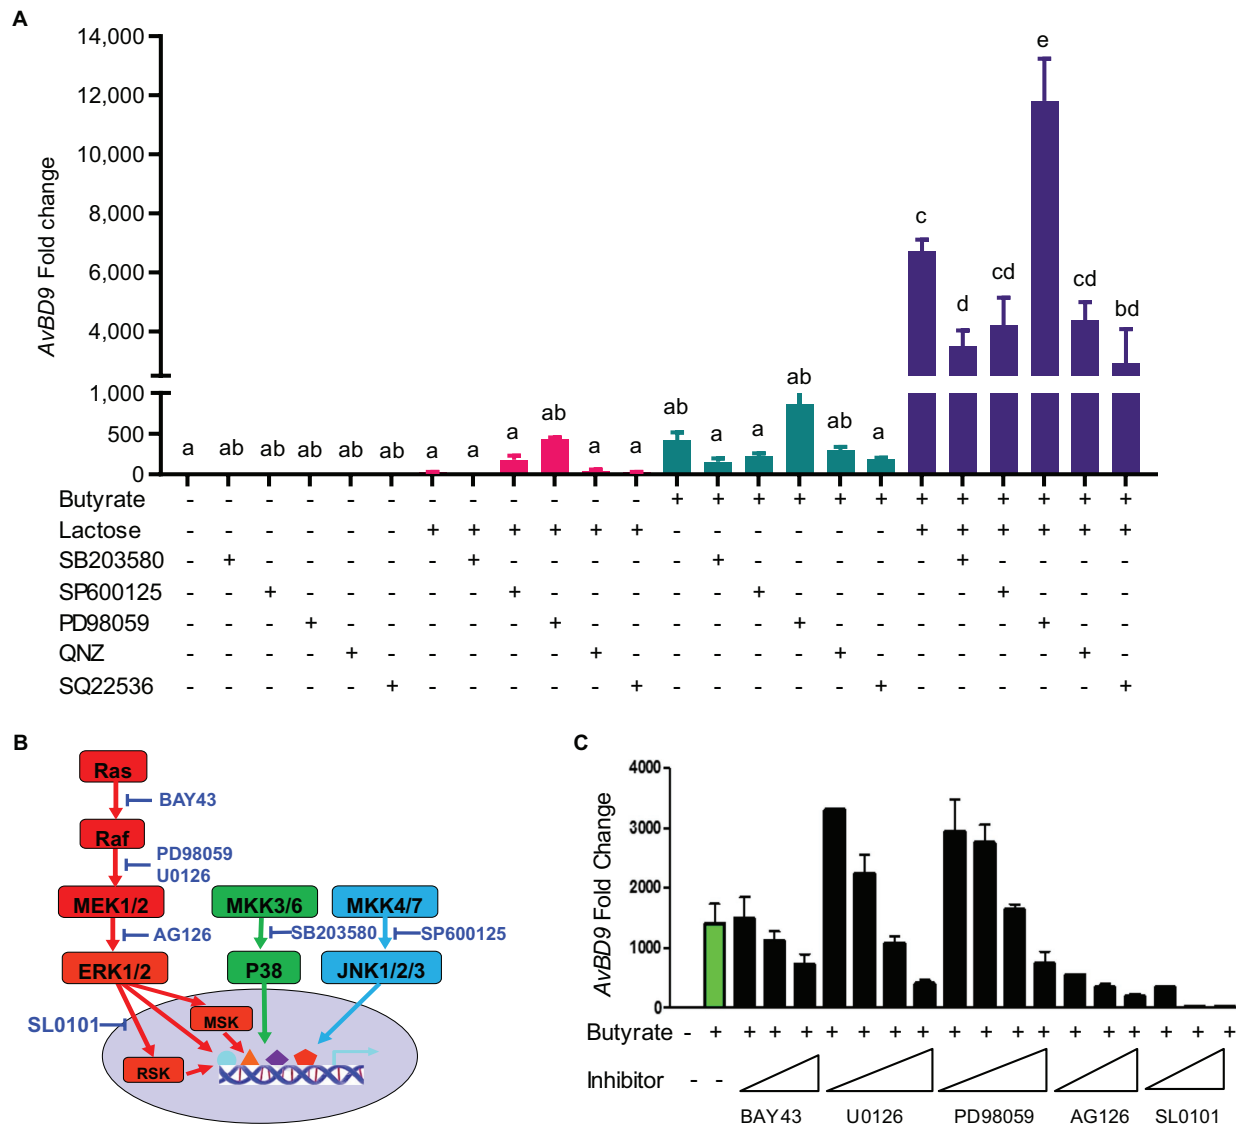 A
14,000
12,000
10,000
8,000
6,000
4,000
1,000
500
0
AvBD9 Fold change
a ab ab ab ab ab a a a ab a a ab a a ab ab a c d cd e cd bd
Butyrate - - - - - - - - - - - - + + + + + + + + + + + +
Lactose - - - - - - + + + + + + - - - - - - + + + + + +
SB203580 - + - - - - - + - - - - - + - - - - - + - - - -
SP600125 - - + - - - - - + - - - - - + - - - - - + - - -
PD98059 - - - + - - - - - + - - - - - + - - - - - + - -
QNZ - - - - + - - - - - + - - - - - + - - - - - + -
SQ22536 - - - - - + - - - - - + - - - - - + - - - - - +
B
Ras
BAY43
Raf
PD98059
U0126
MEK1/2 MKK3/6 MKK4/7
AG126 SB203580 SP600125
ERK1/2 P38 JNK1/2/3
SL0101
MSK
RSK
C
4000
3000
2000
1000
0
AvBD9 Fold Change
Butyrate - + + + + + + + + + + + + + + + + + +
Inhibitor - -
BAY43 U0126 PD98059 AG126 SL0101